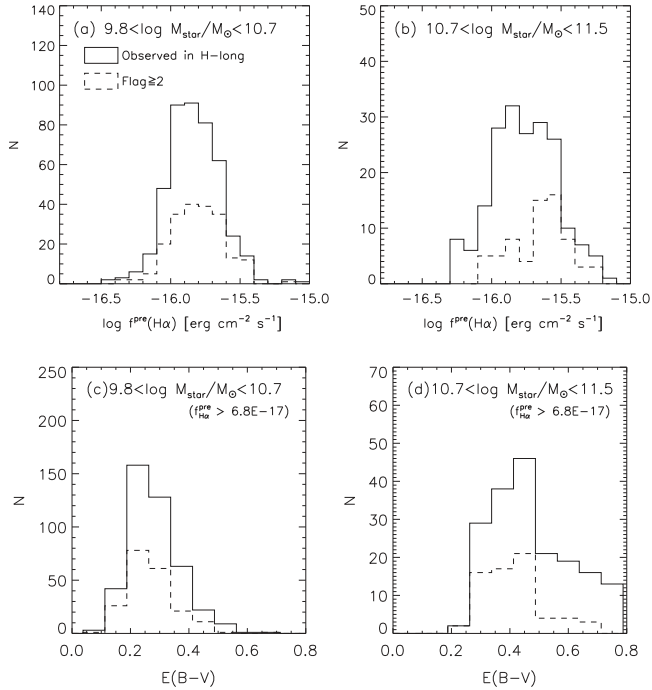 (a) 9.8<log M_star/M_⊙<10.7
Observed in H-long
Flag≧2
140
120
100
80
60
40
20
0
N
−16.5 −16.0 −15.5 −15.0
log f^pre(Hα) [erg cm^−2 s^−1]
(b) 10.7<log M_star/M_⊙<11.5
50
40
30
20
10
0
N
−16.5 −16.0 −15.5 −15.0
log f^pre(Hα) [erg cm^−2 s^−1]
(c)9.8<log M_star/M_⊙<10.7
(f^pre_Hα > 6.8E−17)
250
200
150
100
50
0
N
0.0 0.2 0.4 0.6 0.8
E(B−V)
(d)10.7<log M_star/M_⊙<11.5
(f^pre_Hα > 6.8E−17)
70
60
50
40
30
20
10
0
N
0.0 0.2 0.4 0.6 0.8
E(B−V)